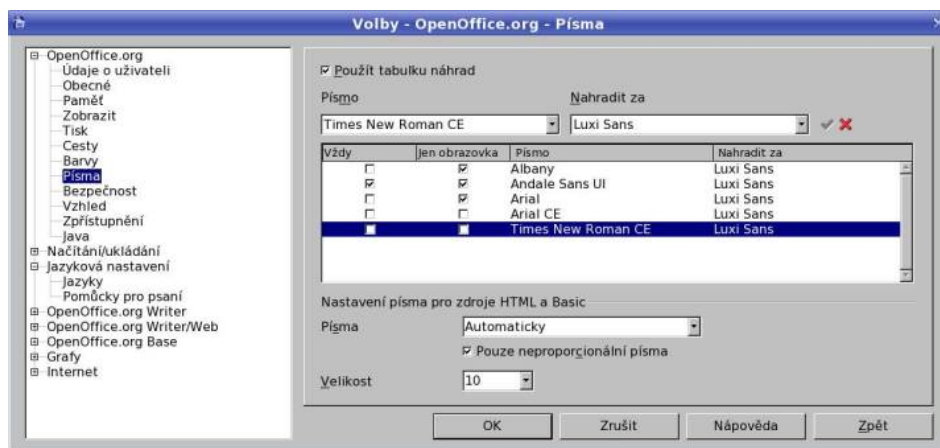 Volby - OpenOffice.org - Písma
OpenOffice.org
Údaje o uživateli
Obecné
Paměť
Zobrazit
Tisk
Cesty
Barvy
Písma
Bezpečnost
Vzhled
Zpřístupnění
Java
Načítání/ukládání
Jazyková nastavení
Jazyky
Pomůcky pro psaní
OpenOffice.org Writer
OpenOffice.org Writer/Web
OpenOffice.org Base
Grafy
Internet
Použít tabulku náhrad
Písmo Nahradit za
Times New Roman CE Luxi Sans
Vždy Jen obrazovka Písmo Nahradit za
Albany Luxi Sans
Andale Sans UI Luxi Sans
Arial Luxi Sans
Arial CE Luxi Sans
Times New Roman CE Luxi Sans
Nastavení písma pro zdroje HTML a Basic
Písma Automaticky
Pouze neproporcionální písma
Velikost 10
OK Zrušit Nápověda Zpět